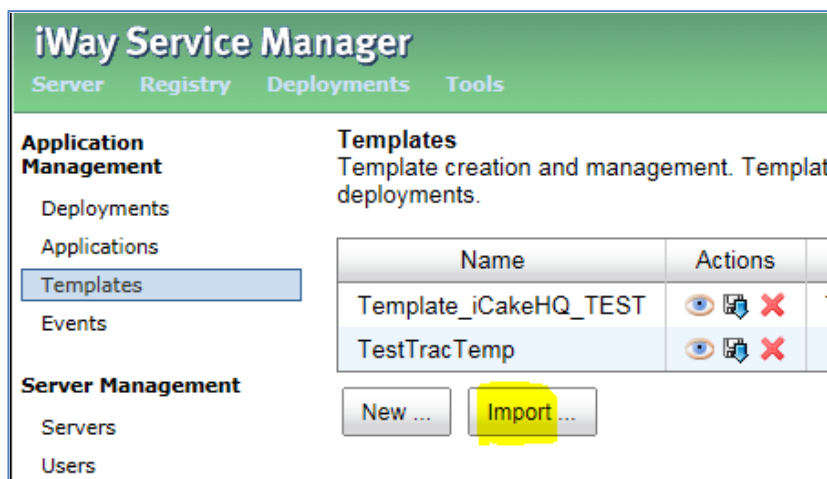 iWay Service Manager
Server Registry Deployments Tools
Application
Management
Deployments
Applications
Templates
Events
Server Management
Servers
Users
Templates
Template creation and management. Templat
deployments.
Name Actions
Template_iCakeHQ_TEST
TestTracTemp
New ... Import ...